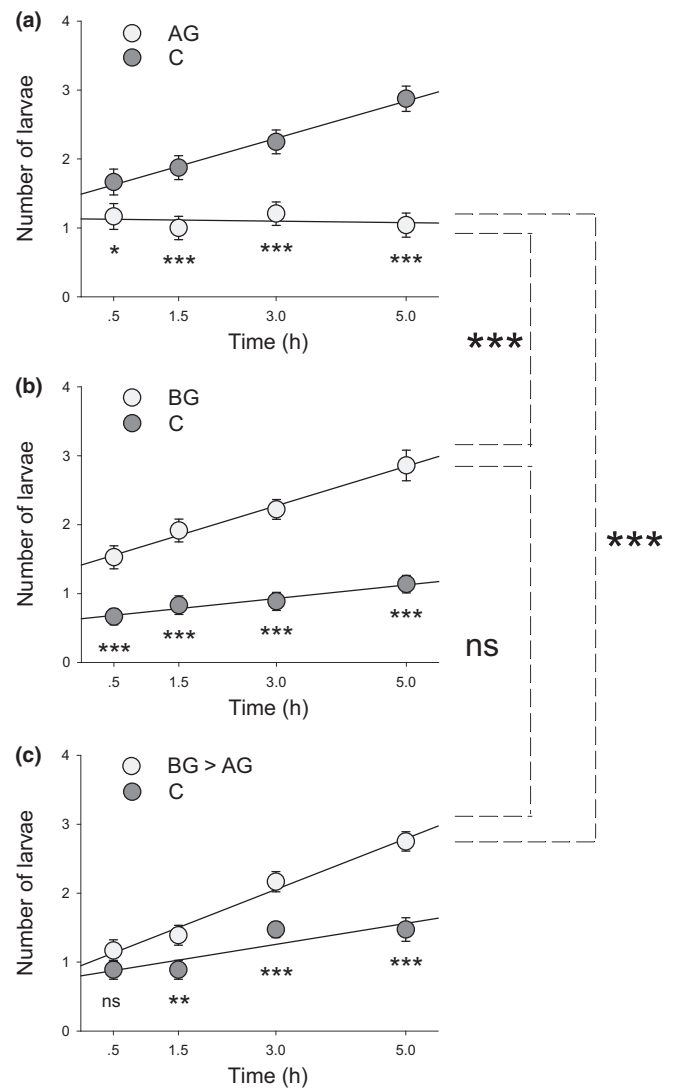 (a)
AG
C
Number of larvae
4
3
2
1
0
*
***
***
***
.5
1.5
3.0
5.0
Time (h)
***
(b)
BG
C
Number of larvae
4
3
2
1
0
***
***
***
***
.5
1.5
3.0
5.0
Time (h)
***
ns
(c)
BG > AG
C
Number of larvae
4
3
2
1
0
ns
**
***
***
.5
1.5
3.0
5.0
Time (h)